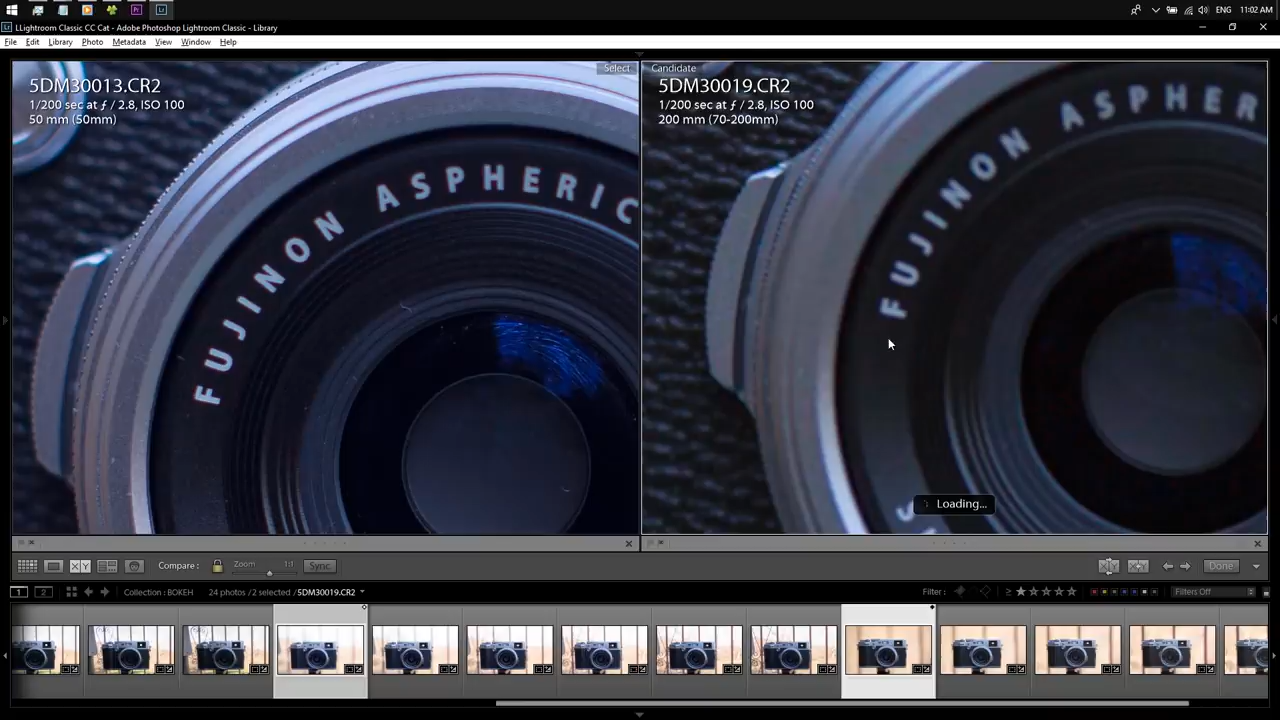 ENG 11:02 AM
LLightroom Classic CC Cat - Adobe Photoshop Lightroom Classic - Library
File Edit Library Photo Metadata View Window Help
Select
Candidate
5DM30013.CR2
1/200 sec at ƒ / 2.8, ISO 100
50 mm (50mm)
5DM30019.CR2
1/200 sec at ƒ / 2.8, ISO 100
200 mm (70-200mm)
FUJINON ASPHERIC
FUJINON ASPHER
Loading...
XY Compare : Zoom 1:1 Sync Done
1 2 Collection : BOKEH 24 photos /2 selected /5DM30019.CR2 Filter : ≥ Filters Off